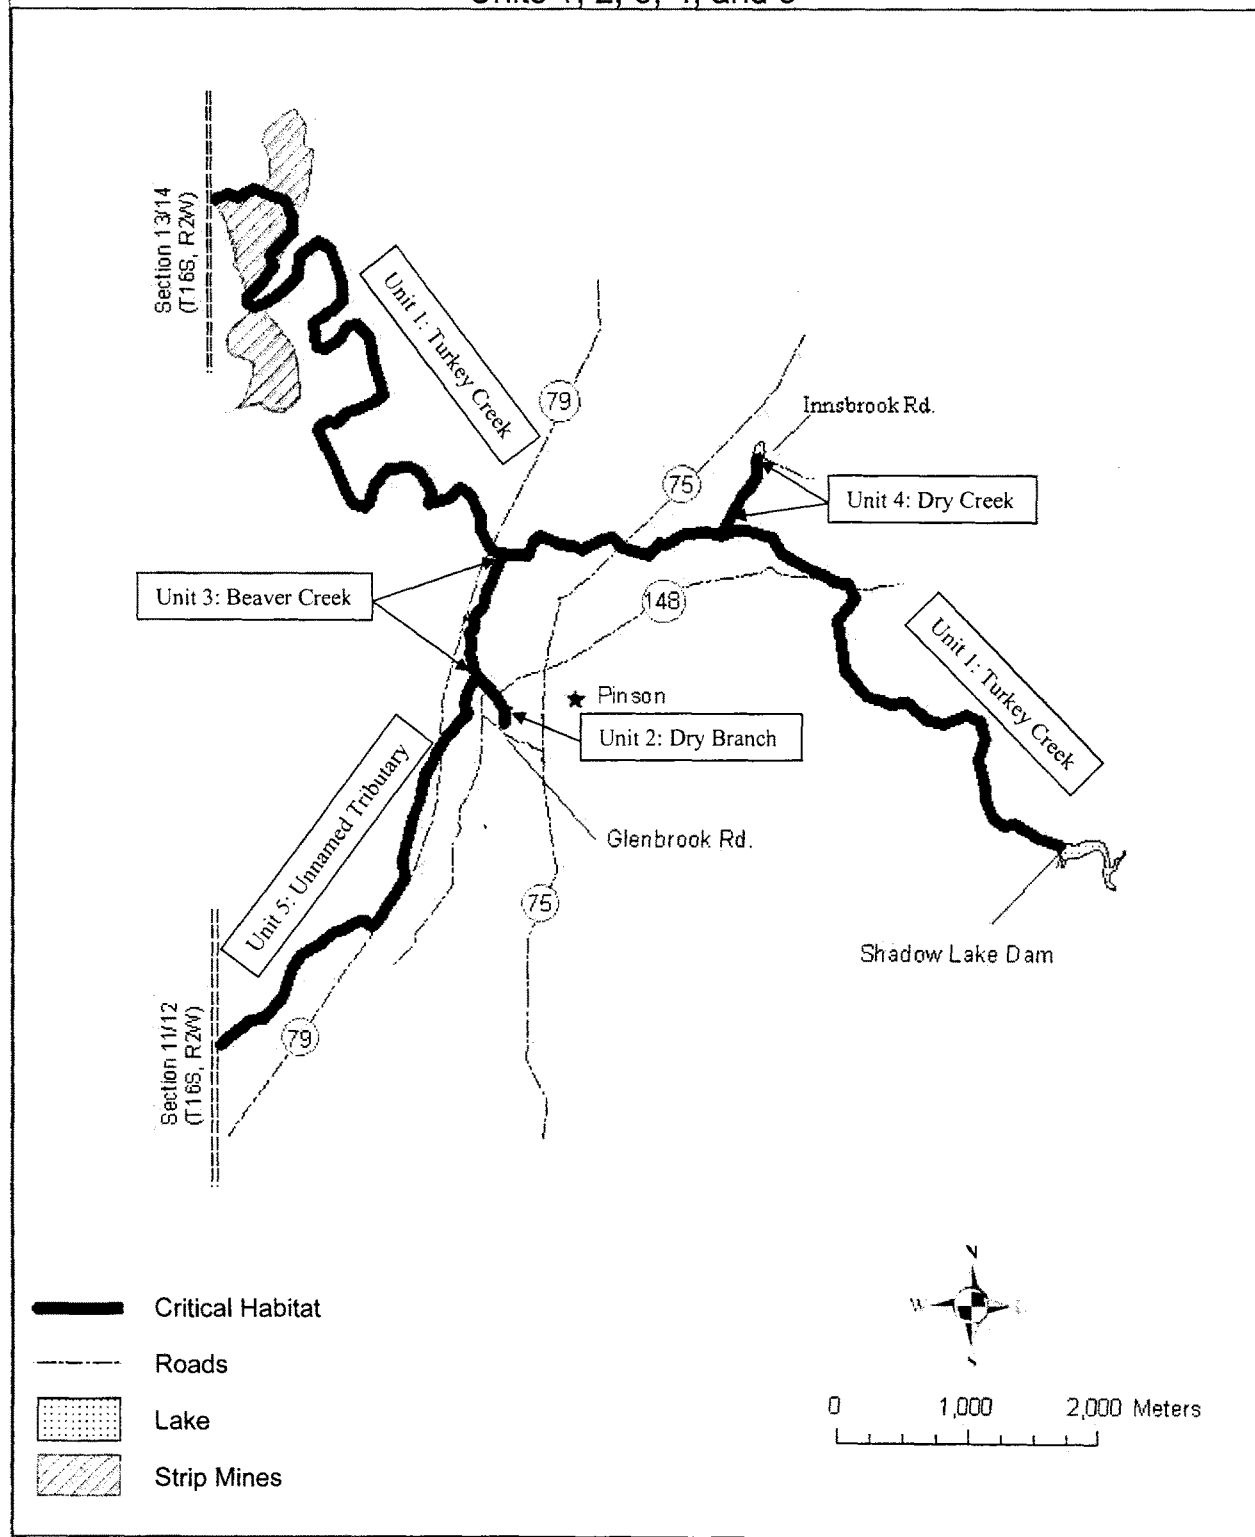 Section 13/14
(T16S, R2W)
Unit 1: Turkey Creek
79
Innsbrook Rd.
75
Unit 4: Dry Creek
Unit 3: Beaver Creek
148
Unit 1: Turkey Creek
Pinson
Unit 2: Dry Branch
Unit 5: Unnamed Tributary
Glenbrook Rd.
75
Shadow Lake Dam
Section 11/12
(T16S, R2W)
79
N
W
S
Critical Habitat
Roads
Lake
Strip Mines
0 1,000 2,000 Meters